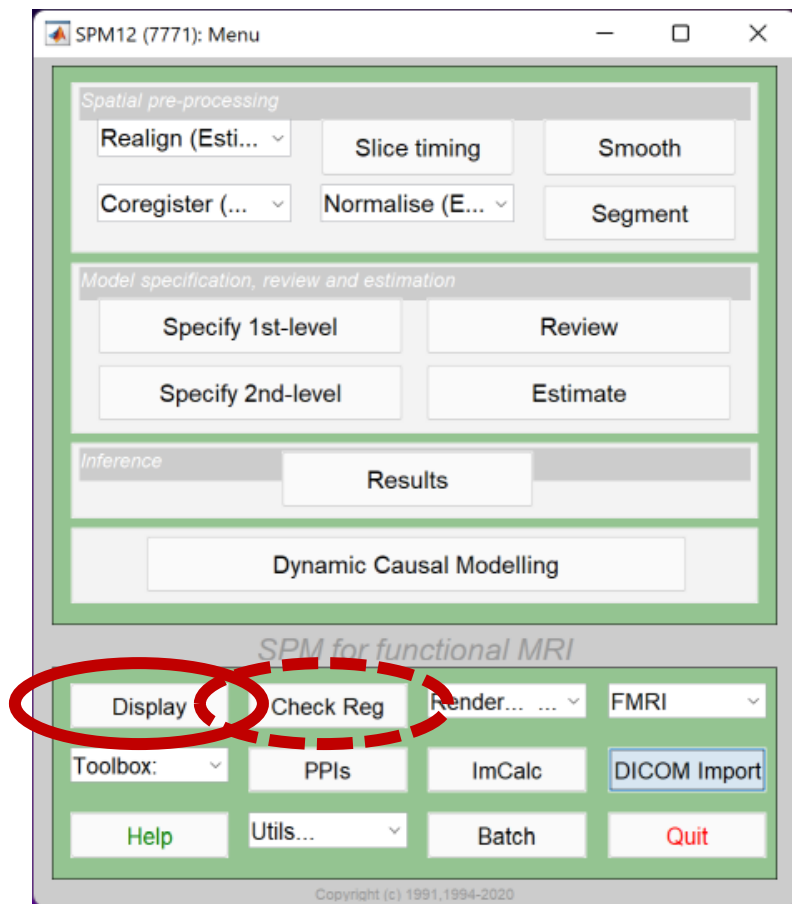 SPM12 (7771): Menu
Spatial pre-processing
Realign (Esti...
Slice timing
Smooth
Coregister (...
Normalise (E...
Segment
Model specification, review and estimation
Specify 1st-level
Review
Specify 2nd-level
Estimate
Inference
Results
Dynamic Causal Modelling
SPM for functional MRI
Display
Check Reg
Render... ...
FMRI
Toolbox:
PPIs
ImCalc
DICOM Import
Help
Utils...
Batch
Quit
Copyright (c) 1991,1994-2020